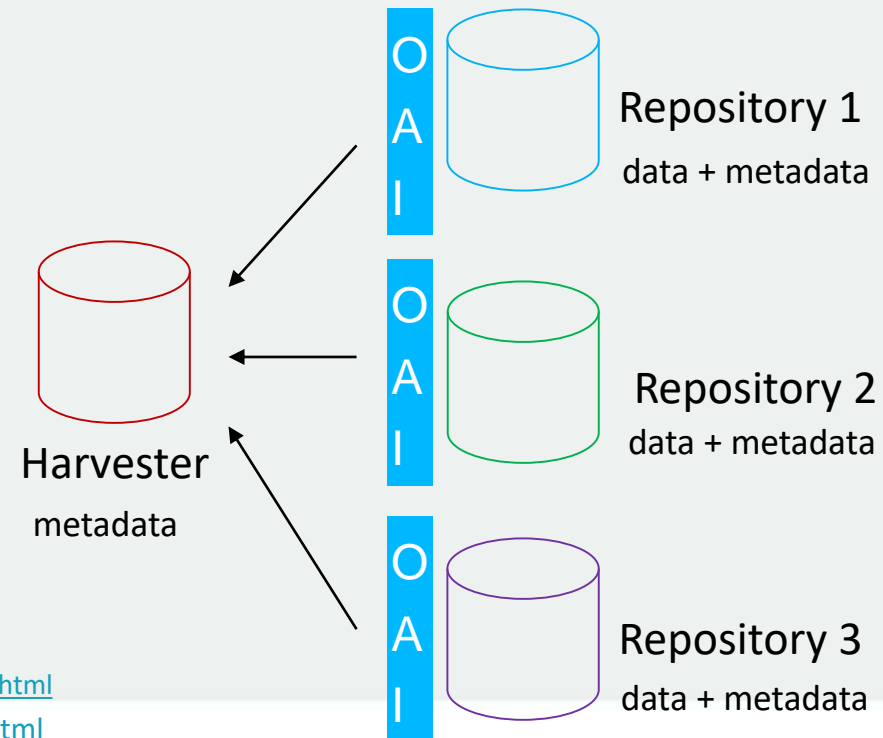 O
A
I
Repository 1
data + metadata
O
A
I
Repository 2
data + metadata
Harvester
metadata
O
A
I
Repository 3
data + metadata
html
tml